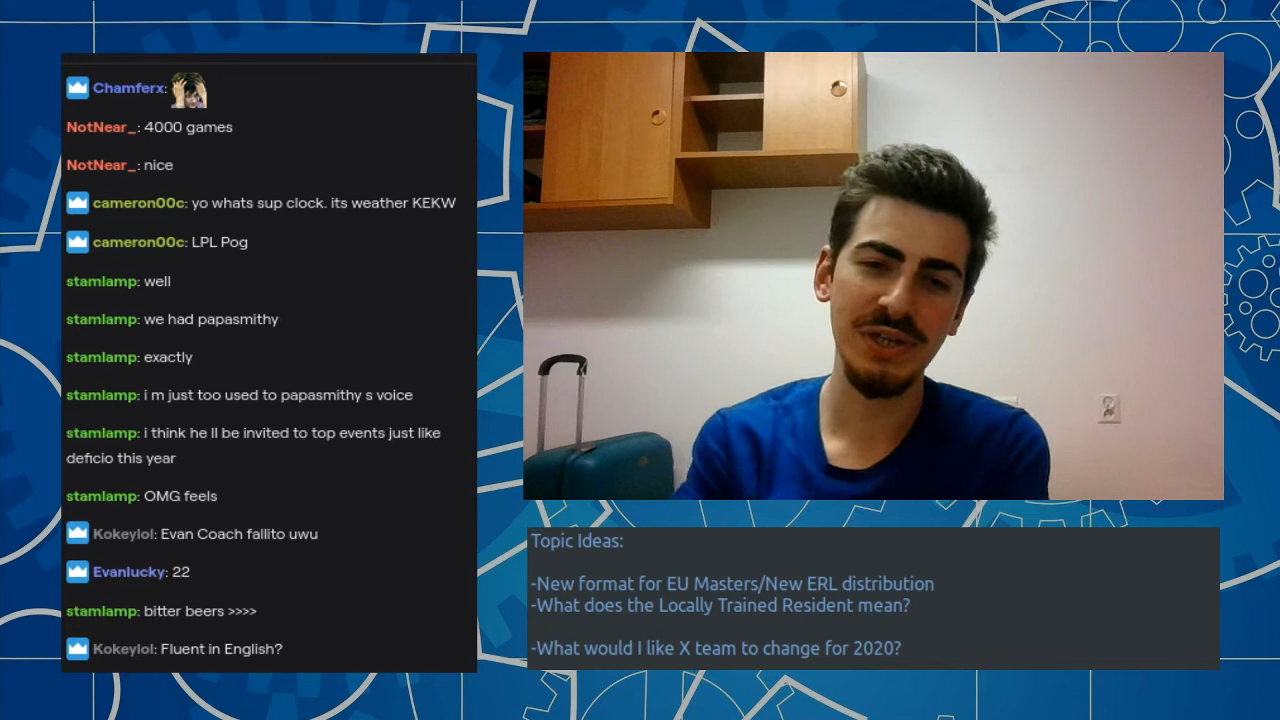 Chamferx:
NotNear_: 4000 games
NotNear_: nice
cameron00c: yo whats sup clock. its weather KEKW
cameron00c: LPL Pog
stamlamp: well
stamlamp: we had papasmithy
stamlamp: exactly
stamlamp: i m just too used to papasmithy s voice
stamlamp: i think he ll be invited to top events just like
deficio this year
stamlamp: OMG feels
Kokeylol: Evan Coach fallito uwu
Evanlucky: 22
stamlamp: bitter beers >>>>
Kokeylol: Fluent in English?
Topic Ideas:
-New format for EU Masters/New ERL distribution
-What does the Locally Trained Resident mean?
-What would I like X team to change for 2020?